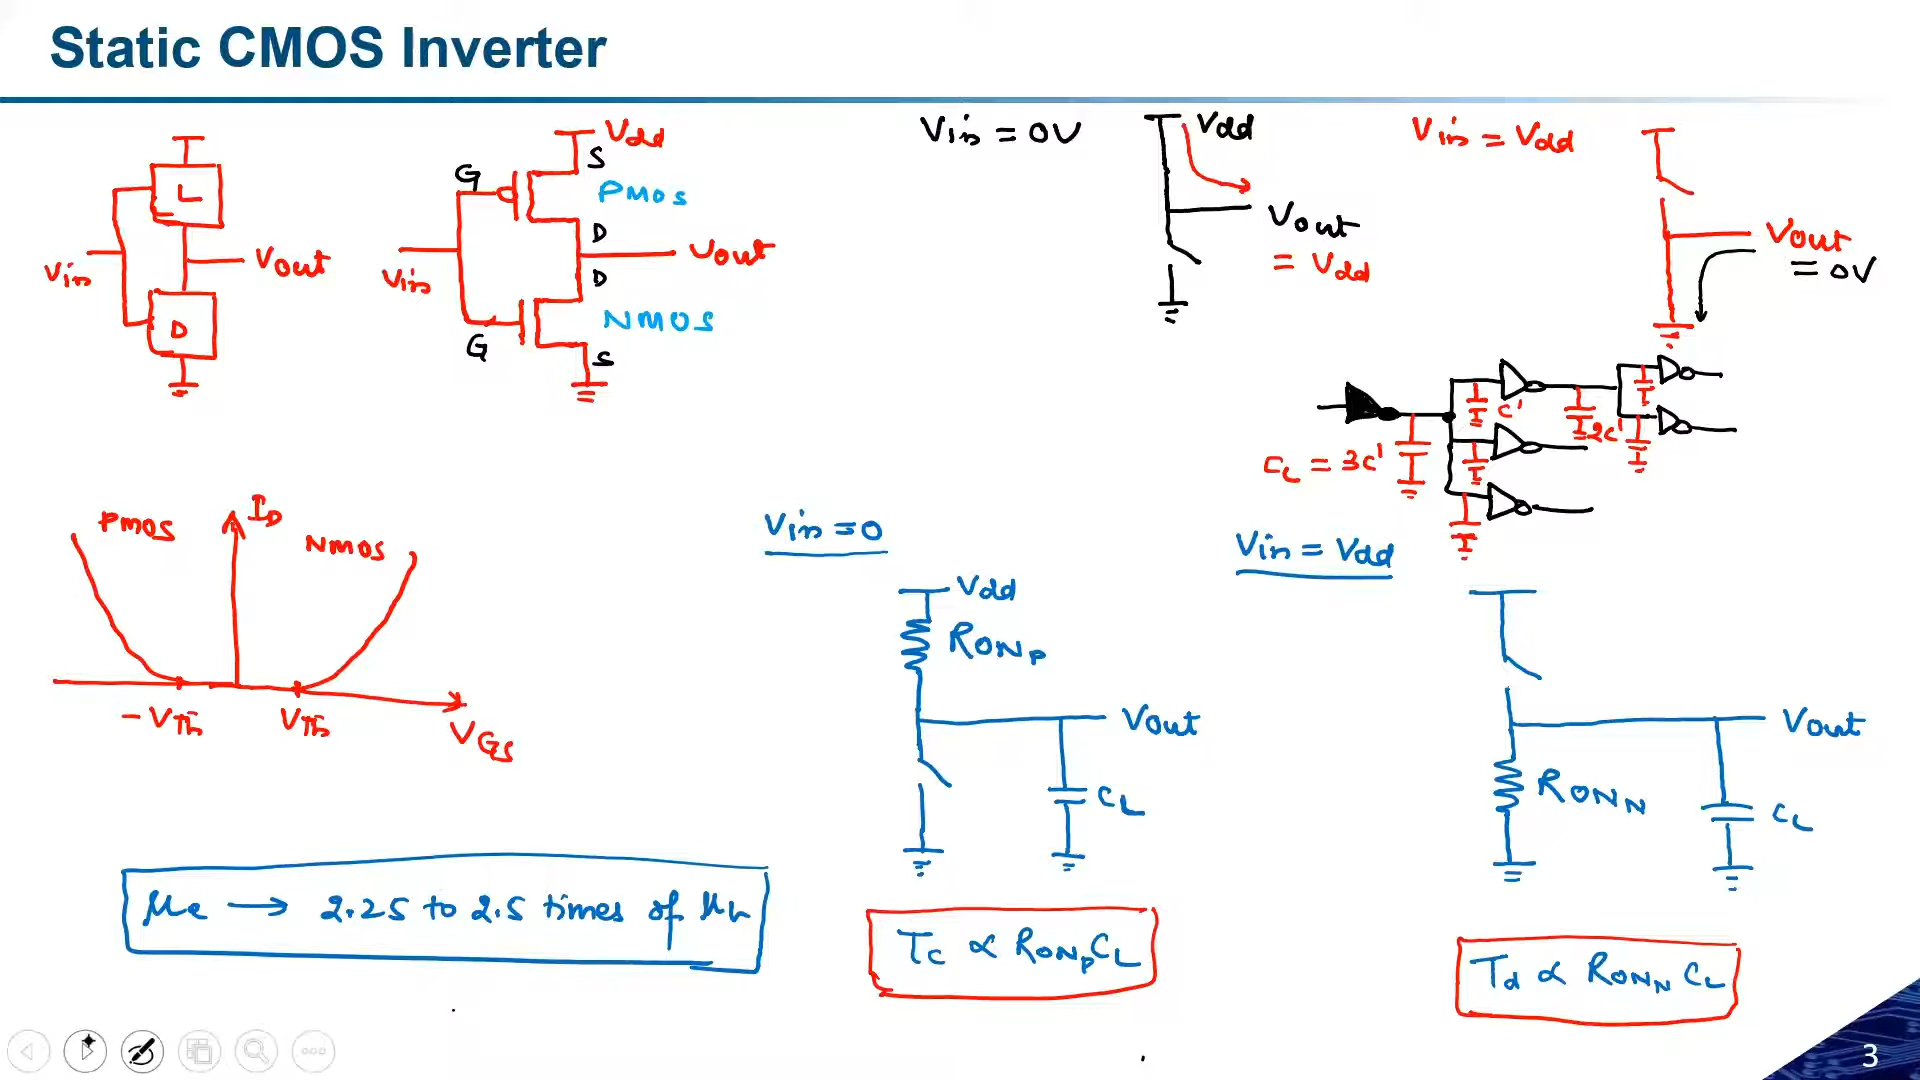 Static CMOS Inverter
L
Vin
Vout
D
Vdd
S
G
PMOS
D
Vin
Vout
D
NMOS
G
S
Vin = 0V
Vdd
Vout
= Vdd
Vin = Vdd
Vout
= 0V
C'
2C'
CL = 3C'
PMOS
ID
NMOS
-VTh
VTh
VGS
Vin = 0
Vdd
RONP
Vout
CL
Vin = Vdd
Vout
RONN
CL
μe → 2.25 to 2.5 times of μh
Tc ∝ RONP CL
Td ∝ RONN CL
3